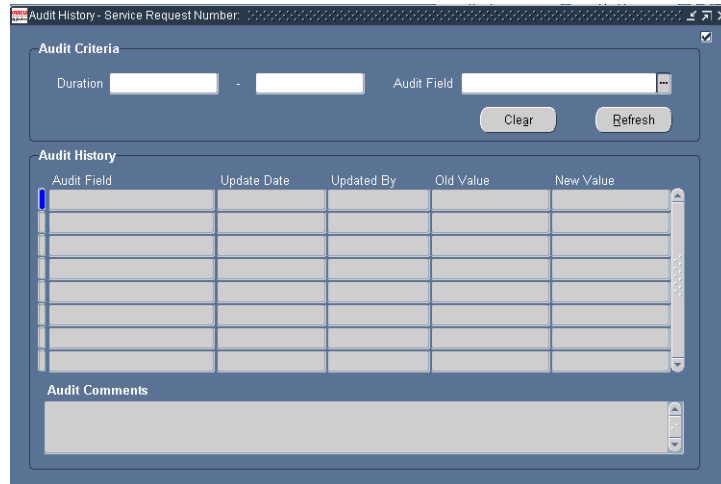 Audit History - Service Request Number:
Audit Criteria
Duration - Audit Field ...
Clear Refresh
Audit History
Audit Field Update Date Updated By Old Value New Value
Audit Comments